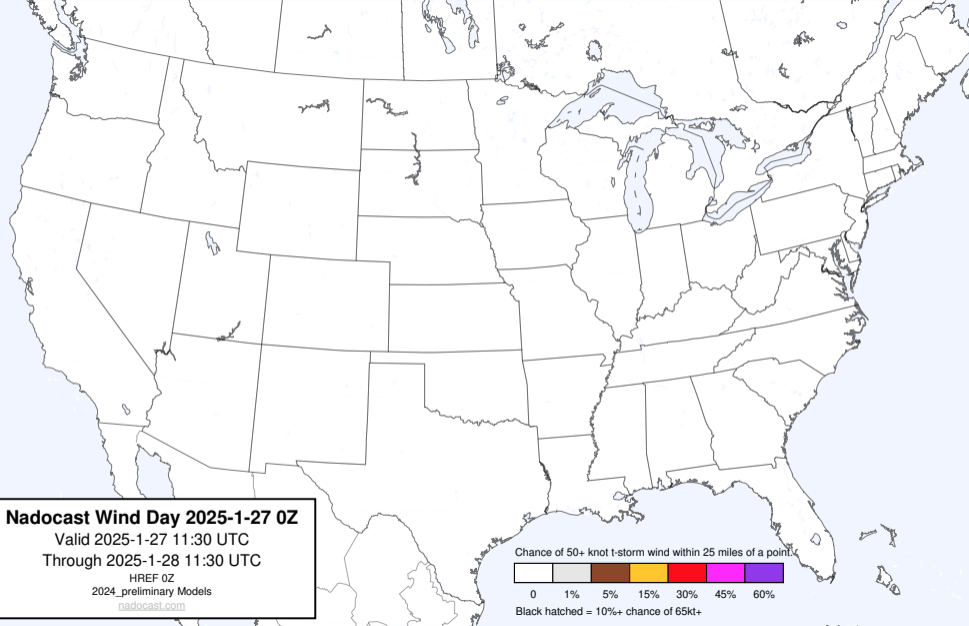 Nadocast Wind Day 2025-1-27 0Z
Valid 2025-1-27 11:30 UTC
Through 2025-1-28 11:30 UTC
HREF 0Z
2024_preliminary Models
nadocast.com
Chance of 50+ knot t-storm wind within 25 miles of a point.
0 1% 5% 15% 30% 45% 60%
Black hatched = 10%+ chance of 65kt+